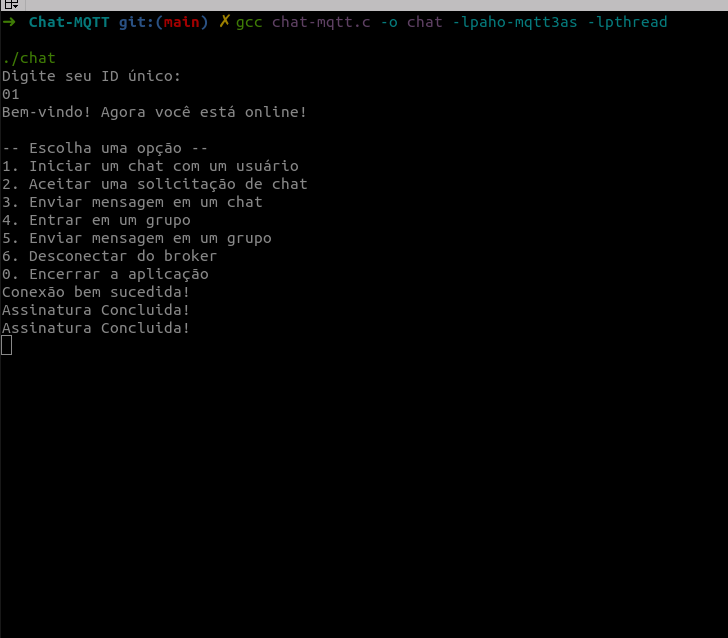 ➜ Chat-MQTT git:(main) ✗ gcc chat-mqtt.c -o chat -lpaho-mqtt3as -lpthread
./chat
Digite seu ID único:
01
Bem-vindo! Agora você está online!
-- Escolha uma opção --
1. Iniciar um chat com um usuário
2. Aceitar uma solicitação de chat
3. Enviar mensagem em um chat
4. Entrar em um grupo
5. Enviar mensagem em um grupo
6. Desconectar do broker
0. Encerrar a aplicação
Conexão bem sucedida!
Assinatura Concluida!
Assinatura Concluida!